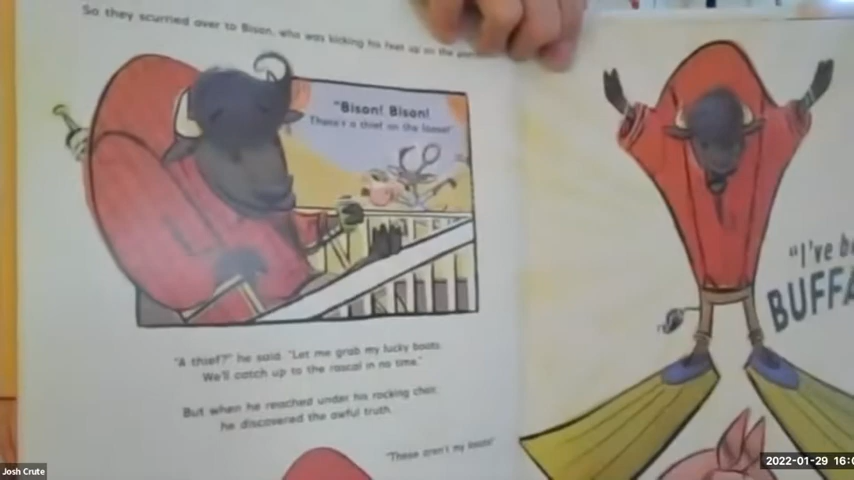 So they scurried over to Bison, who was kicking his feet up on the
"Bison! Bison!
There's a thief on the loose!"
"A thief?" he said. "Let me grab my lucky boots.
We'll catch up to the rascal in no time."
But when he reached under his rocking chair,
he discovered the awful truth.
"These aren't my boots!"
"I've b
BUFFA
Josh Crute
2022-01-29 16:0